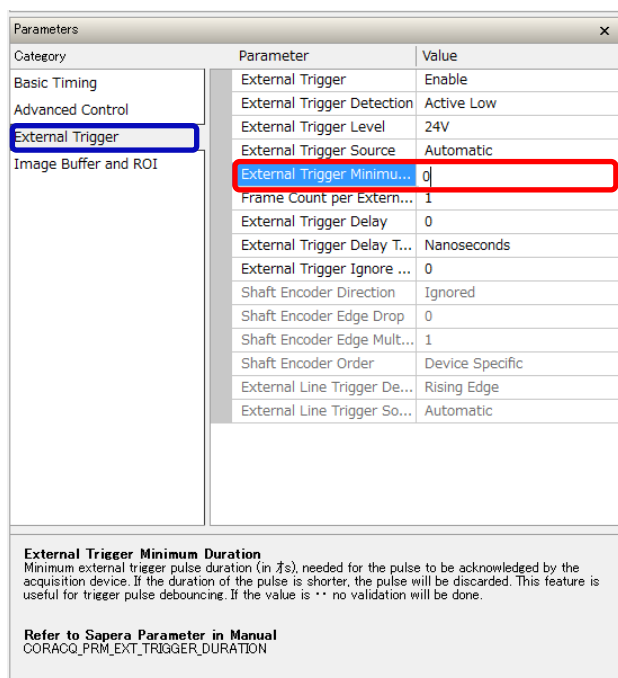 Parameters x
Category Parameter Value
Basic Timing
Advanced Control
External Trigger
Image Buffer and ROI
External Trigger Enable
External Trigger Detection Active Low
External Trigger Level 24V
External Trigger Source Automatic
External Trigger Minimu... 0
Frame Count per Extern... 1
External Trigger Delay 0
External Trigger Delay T... Nanoseconds
External Trigger Ignore ... 0
Shaft Encoder Direction Ignored
Shaft Encoder Edge Drop 0
Shaft Encoder Edge Mult... 1
Shaft Encoder Order Device Specific
External Line Trigger De... Rising Edge
External Line Trigger So... Automatic
External Trigger Minimum Duration
Minimum external trigger pulse duration (in ｵs), needed for the pulse to be acknowledged by the
acquisition device. If the duration of the pulse is shorter, the pulse will be discarded. This feature is
useful for trigger pulse debouncing. If the value is ･･ no validation will be done.
Refer to Sapera Parameter in Manual
CORACQ_PRM_EXT_TRIGGER_DURATION